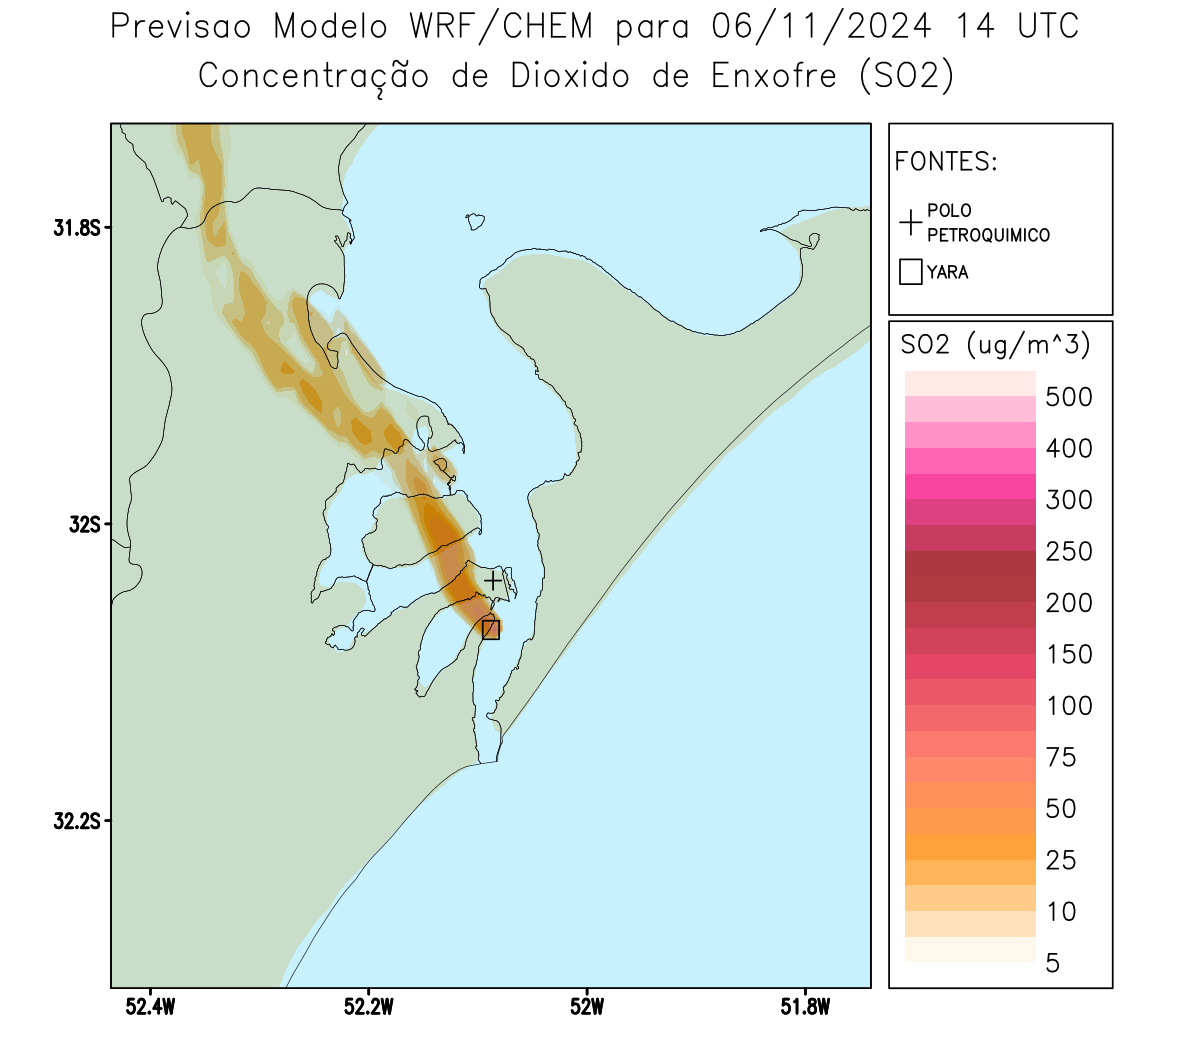 Previsao Modelo WRF/CHEM para 06/11/2024 14 UTC
Concentração de Dioxido de Enxofre (SO2)
FONTES:
POLO
PETROQUIMICO
YARA
31.8S
32S
32.2S
52.4W
52.2W
52W
51.8W
SO2 (ug/m^3)
500
400
300
250
200
150
100
75
50
25
10
5